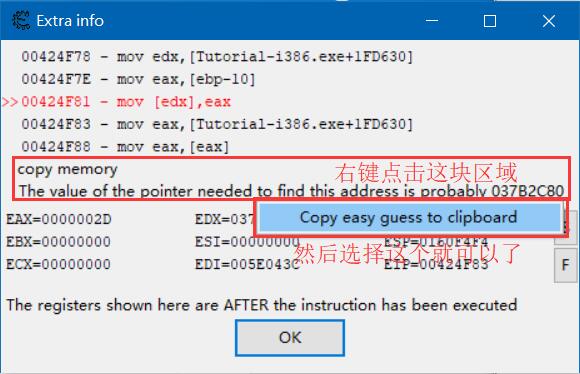 Extra info
00424F78 - mov edx,[Tutorial-i386.exe+1FD630]
00424F7E - mov eax,[ebp-10]
>>00424F81 - mov [edx],eax
00424F83 - mov eax,[Tutorial-i386.exe+1FD630]
00424F88 - mov eax,[eax]
copy memory
右键点击这块区域
The value of the pointer needed to find this address is probably 037B2C80
Copy easy guess to clipboard
EAX=0000002D EDX=037
EBX=00000000 ESI=00000000 ESP=0160F4F4
然后选择这个就可以了
ECX=00000000 EDI=005E043C EIP=00424F83
F
The registers shown here are AFTER the instruction has been executed
OK